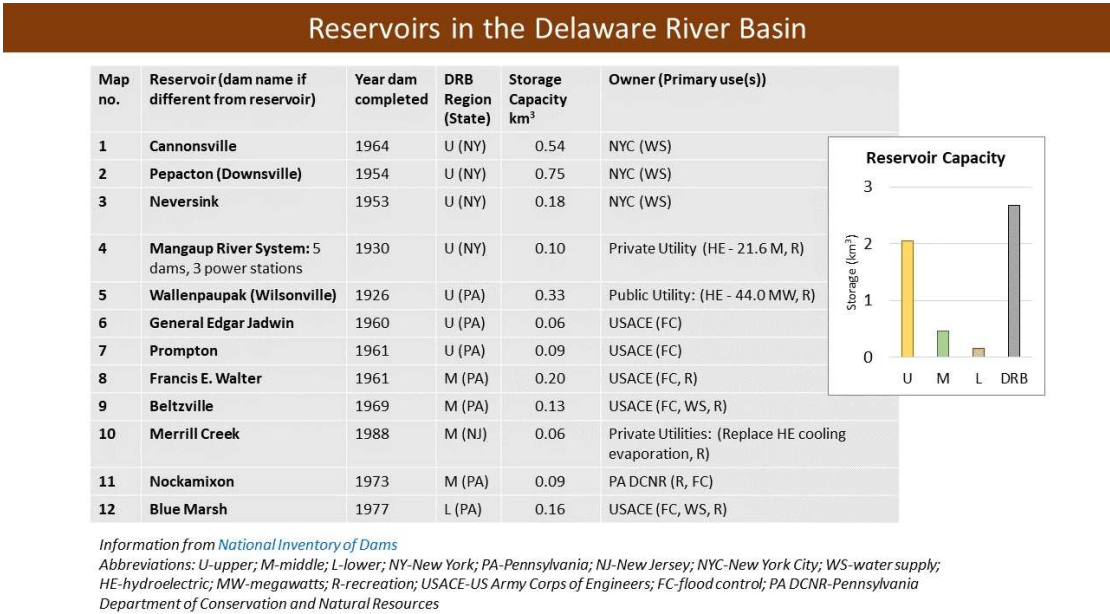 Reservoirs in the Delaware River Basin
Map no. Reservoir (dam name if different from reservoir) Year dam completed DRB Region (State) Storage Capacity km³ Owner (Primary use(s))
1 Cannonsville 1964 U (NY) 0.54 NYC (WS)
2 Pepacton (Downsville) 1954 U (NY) 0.75 NYC (WS)
3 Neversink 1953 U (NY) 0.18 NYC (WS)
4 Mangaup River System: 5 dams, 3 power stations 1930 U (NY) 0.10 Private Utility (HE - 21.6 M, R)
5 Wallenpaupak (Wilsonville) 1926 U (PA) 0.33 Public Utility: (HE - 44.0 MW, R)
6 General Edgar Jadwin 1960 U (PA) 0.06 USACE (FC)
7 Prompton 1961 U (PA) 0.09 USACE (FC)
8 Francis E. Walter 1961 M (PA) 0.20 USACE (FC, R)
9 Beltzville 1969 M (PA) 0.13 USACE (FC, WS, R)
10 Merrill Creek 1988 M (NJ) 0.06 Private Utilities: (Replace HE cooling evaporation, R)
11 Nockamixon 1973 M (PA) 0.09 PA DCNR (R, FC)
12 Blue Marsh 1977 L (PA) 0.16 USACE (FC, WS, R)
Reservoir Capacity
Storage (km³)
3
2
1
0
U M L DRB
Information from National Inventory of Dams
Abbreviations: U-upper; M-middle; L-lower; NY-New York; PA-Pennsylvania; NJ-New Jersey; NYC-New York City; WS-water supply;
HE-hydroelectric; MW-megawatts; R-recreation; USACE-US Army Corps of Engineers; FC-flood control; PA DCNR-Pennsylvania
Department of Conservation and Natural Resources